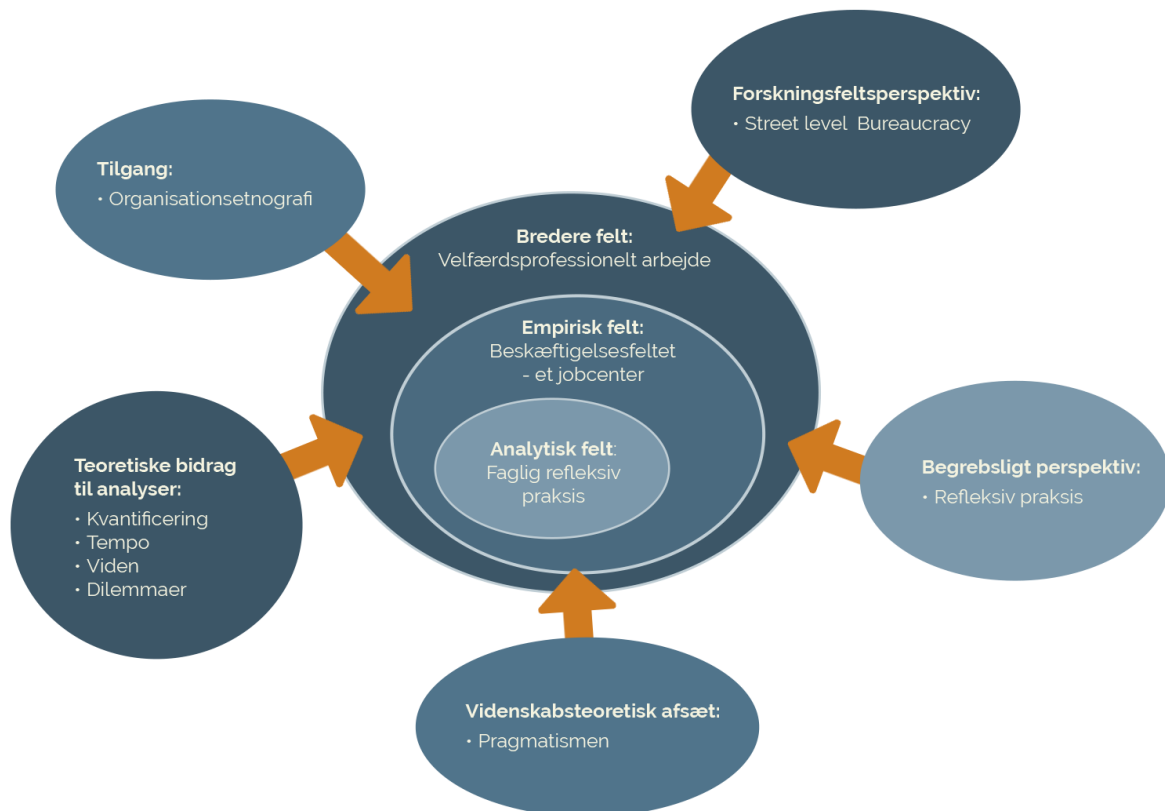 Forskningsfeltsperspektiv:
• Street level Bureaucracy
Tilgang:
• Organisationsetnografi
Bredere felt:
Velfærdsprofessionelt arbejde
Empirisk felt:
Beskæftigelsesfeltet
- et jobcenter
Analytisk felt:
Faglig refleksiv
praksis
Teoretiske bidrag
til analyser:
• Kvantificering
• Tempo
• Viden
• Dilemmaer
Begrebsligt perspektiv:
• Refleksiv praksis
Videnskabsteoretisk afsæt:
• Pragmatismen